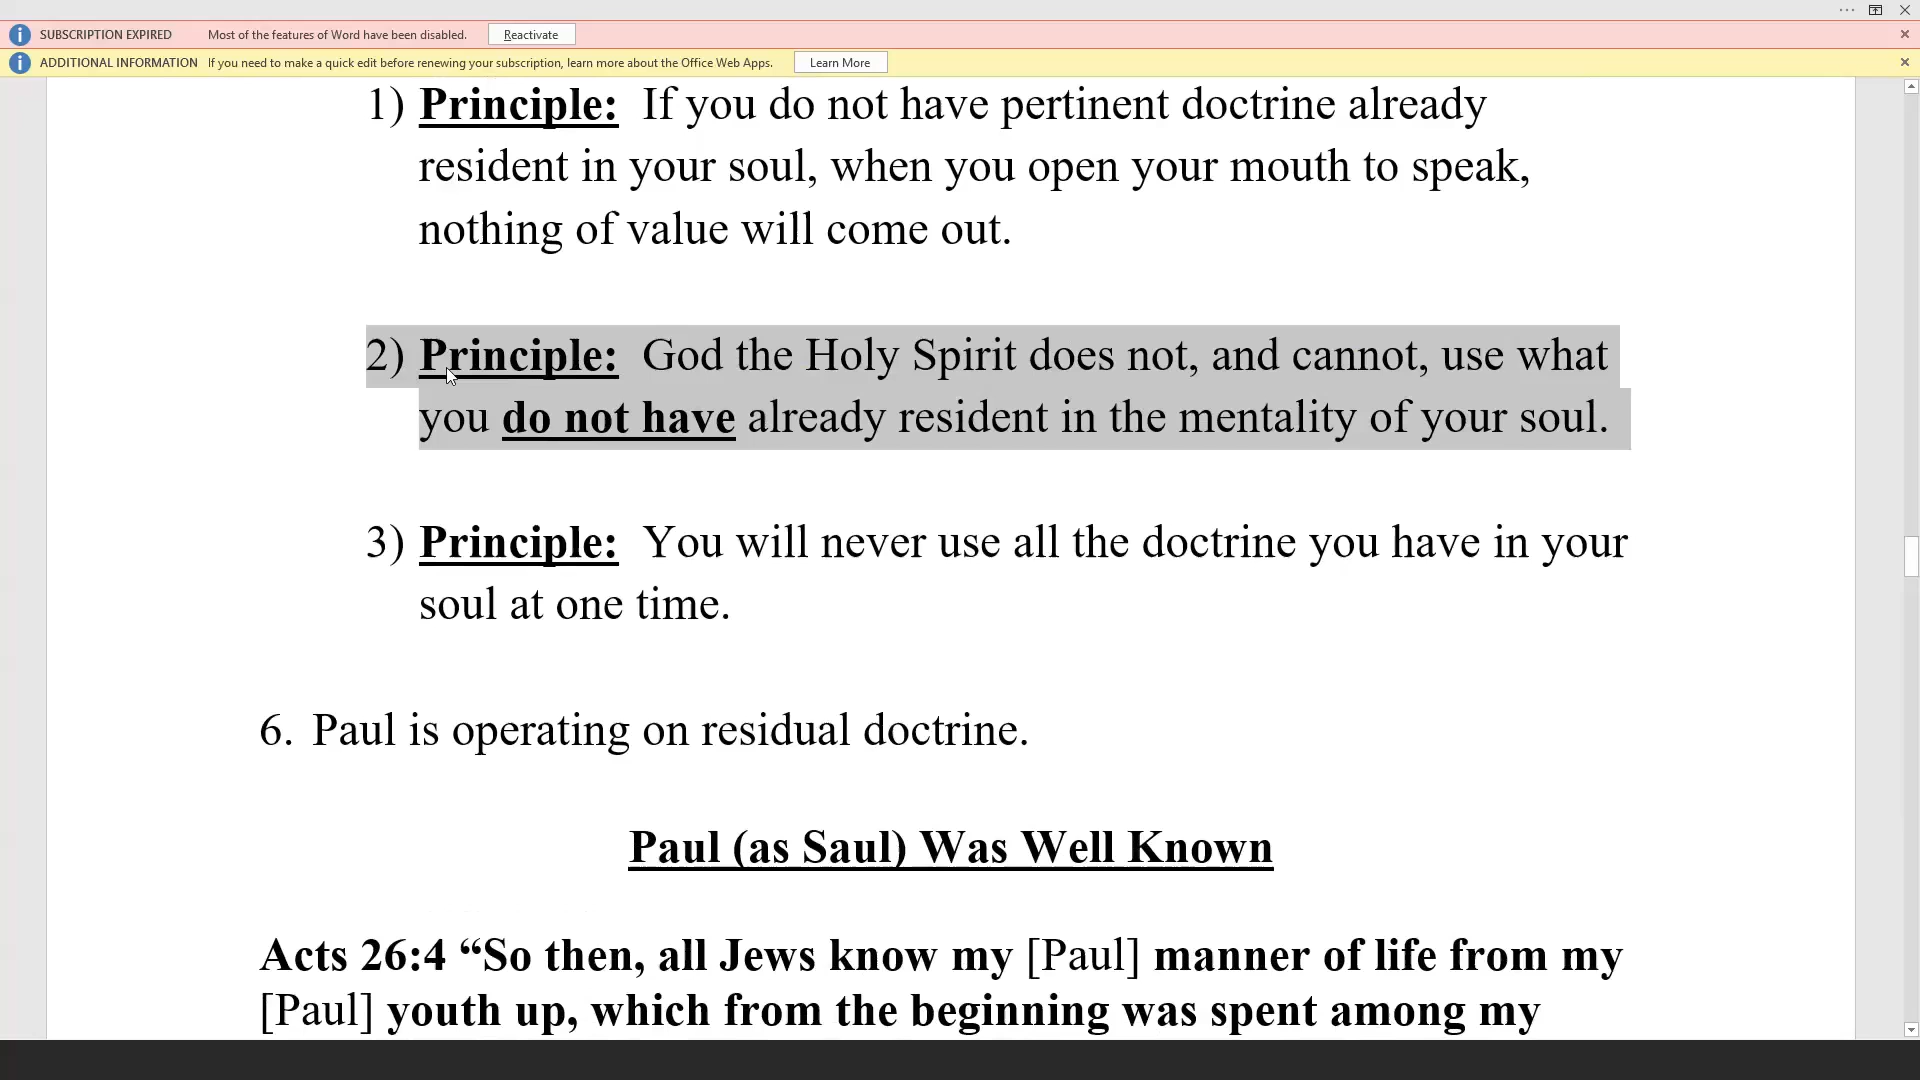 SUBSCRIPTION EXPIRED Most of the features of Word have been disabled. Reactivate
ADDITIONAL INFORMATION If you need to make a quick edit before renewing your subscription, learn more about the Office Web Apps. Learn More
1) Principle: If you do not have pertinent doctrine already
resident in your soul, when you open your mouth to speak,
nothing of value will come out.
2) Principle: God the Holy Spirit does not, and cannot, use what
you do not have already resident in the mentality of your soul.
3) Principle: You will never use all the doctrine you have in your
soul at one time.
6. Paul is operating on residual doctrine.
Paul (as Saul) Was Well Known
Acts 26:4 “So then, all Jews know my [Paul] manner of life from my
[Paul] youth up, which from the beginning was spent among my